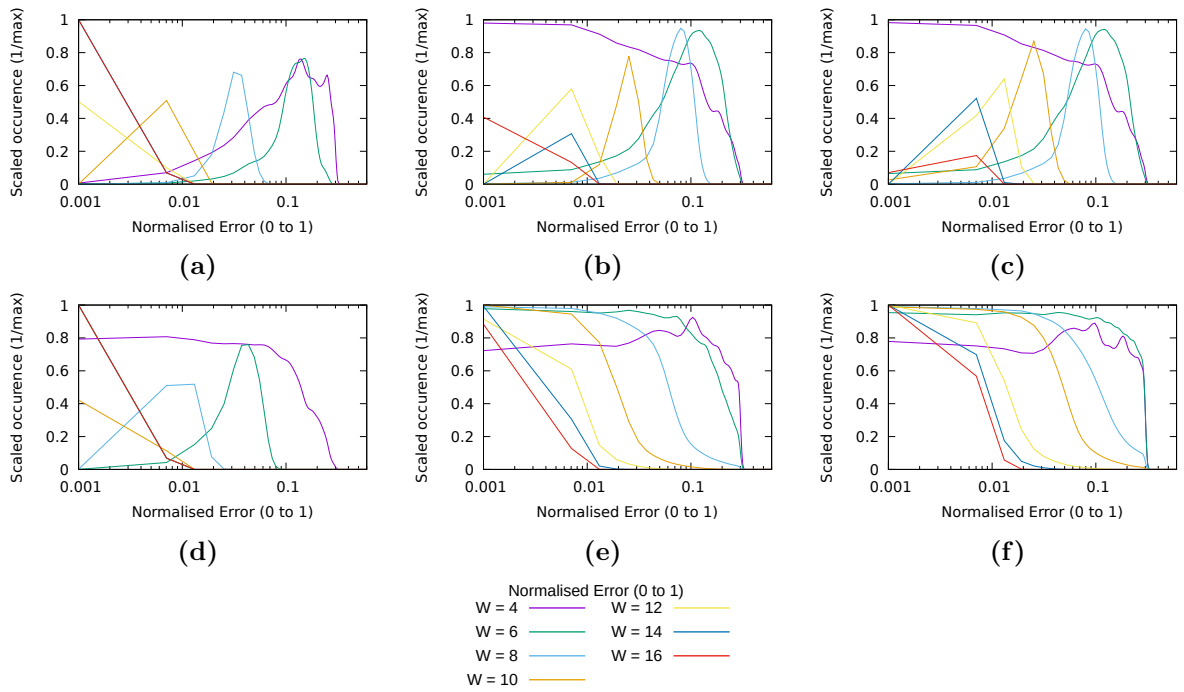 1
0.8
0.6
0.4
0.2
0
0.001 0.01 0.1
Scaled occurence (1/max)
Normalised Error (0 to 1)
(a)
1
0.8
0.6
0.4
0.2
0
0.001 0.01 0.1
Scaled occurence (1/max)
Normalised Error (0 to 1)
(b)
1
0.8
0.6
0.4
0.2
0
0.001 0.01 0.1
Scaled occurence (1/max)
Normalised Error (0 to 1)
(c)
1
0.8
0.6
0.4
0.2
0
0.001 0.01 0.1
Scaled occurence (1/max)
Normalised Error (0 to 1)
(d)
1
0.8
0.6
0.4
0.2
0
0.001 0.01 0.1
Scaled occurence (1/max)
Normalised Error (0 to 1)
(e)
1
0.8
0.6
0.4
0.2
0
0.001 0.01 0.1
Scaled occurence (1/max)
Normalised Error (0 to 1)
(f)
Normalised Error (0 to 1)
W = 4 W = 12
W = 6 W = 14
W = 8 W = 16
W = 10